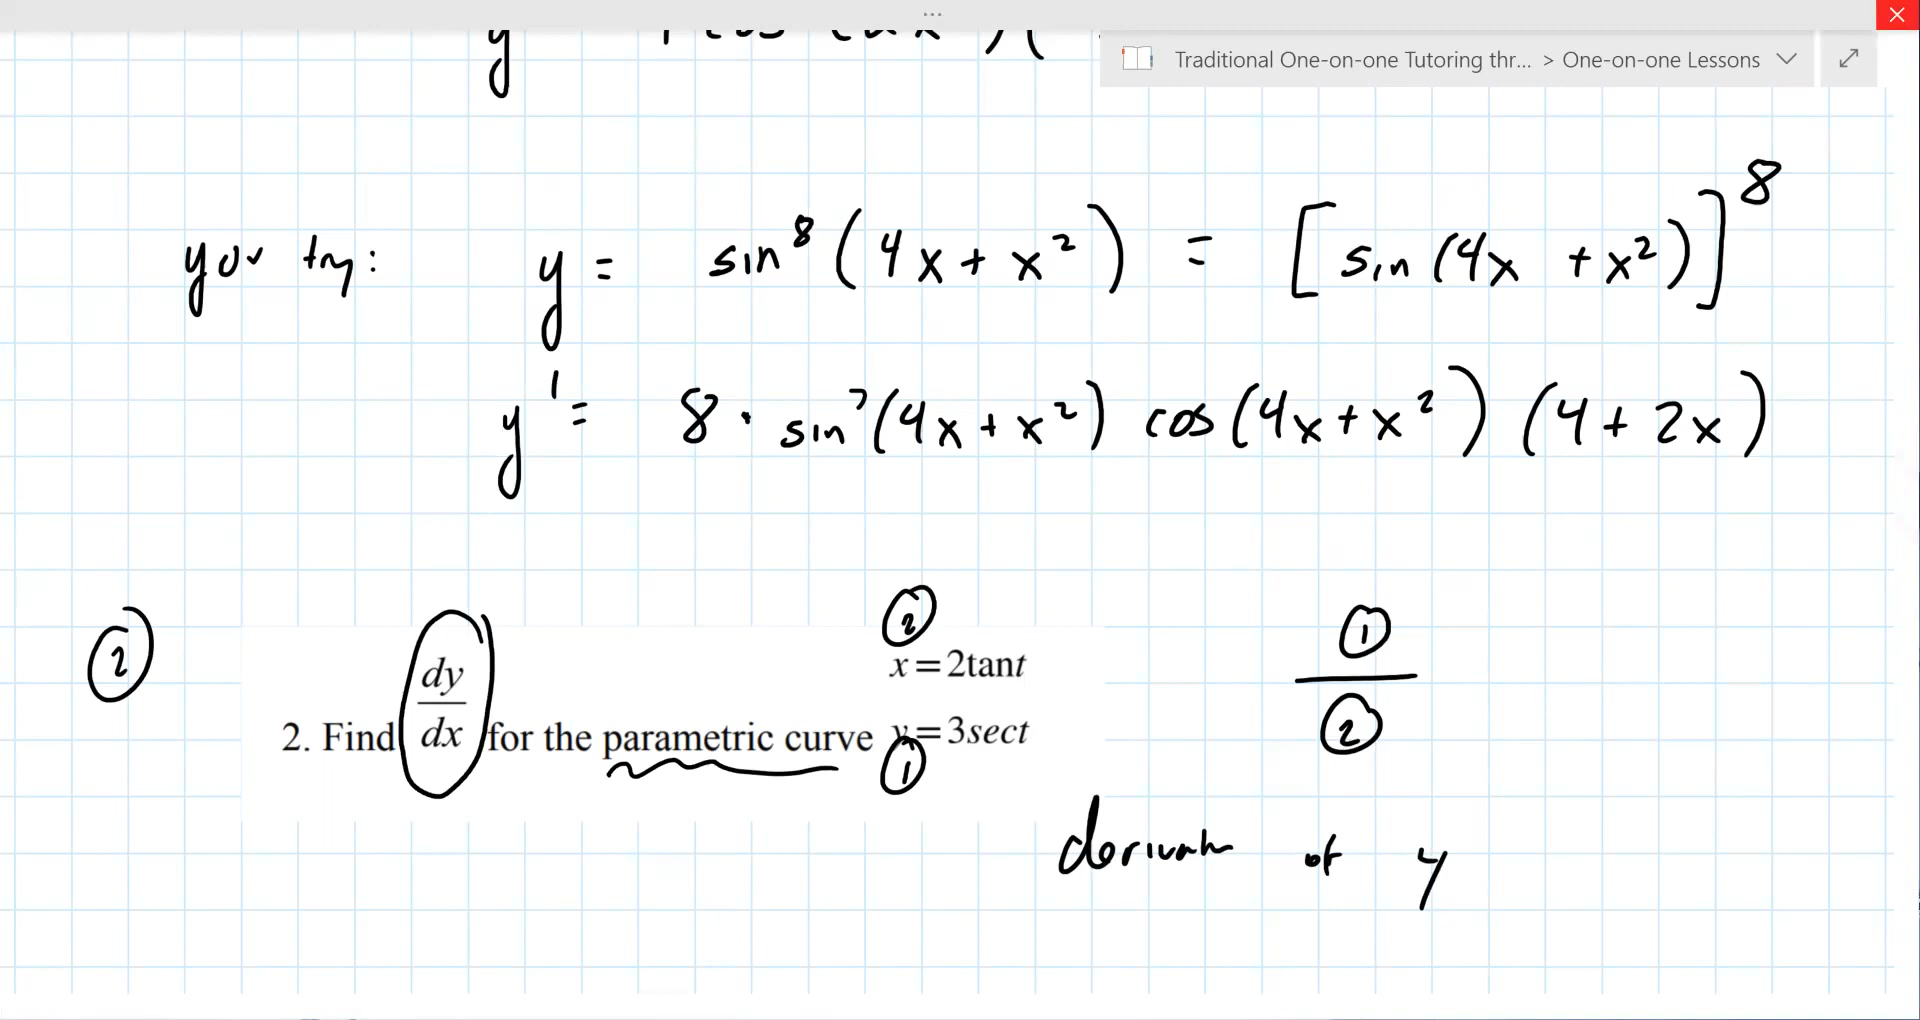 Traditional One-on-one Tutoring thr... > One-on-one Lessons
you try: y = sin⁸(4x + x²) = [sin(4x + x²)]⁸
y' = 8 · sin⁷(4x + x²) cos(4x + x²) (4 + 2x)
②
②
x=2tant
2. Find dy/dx for the parametric curve y=3sect
①
①
②
of y